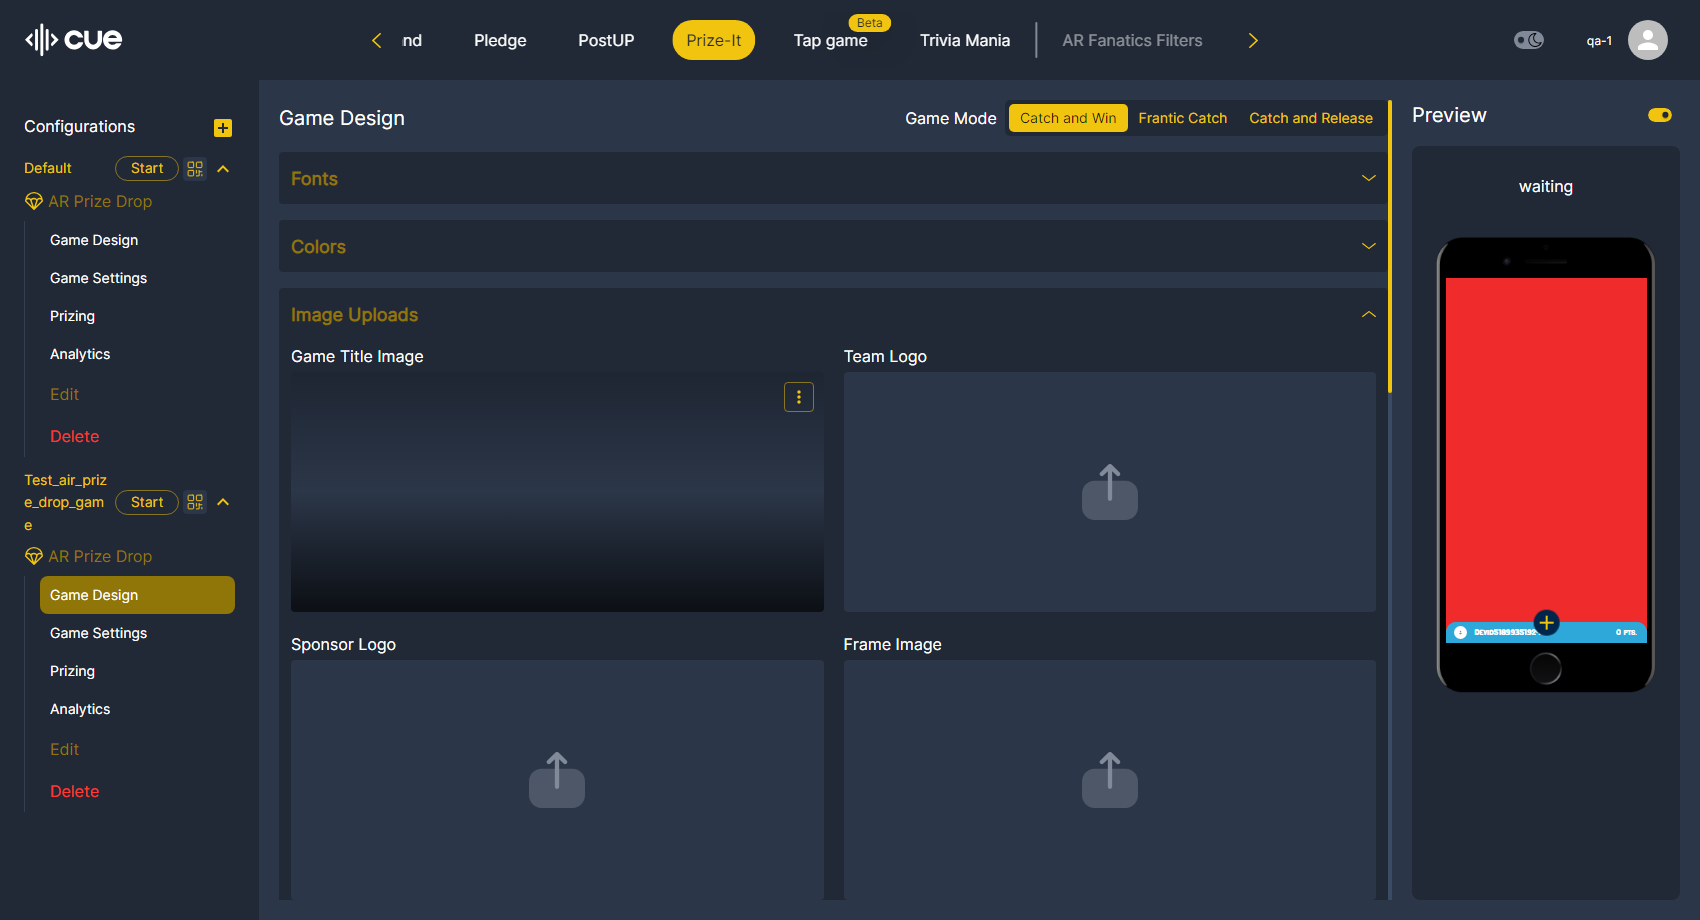 cue
nd
Pledge
PostUP
Prize-It
Beta
Tap game
Trivia Mania
AR Fanatics Filters
qa-1
Configurations
Default
Start
AR Prize Drop
Game Design
Game Settings
Prizing
Analytics
Edit
Delete
Test_air_priz
e_drop_gam
e
Start
AR Prize Drop
Game Design
Game Settings
Prizing
Analytics
Edit
Delete
Game Design
Game Mode
Catch and Win
Frantic Catch
Catch and Release
Fonts
Colors
Image Uploads
Game Title Image
Team Logo
Sponsor Logo
Frame Image
Preview
waiting
0 PTS.